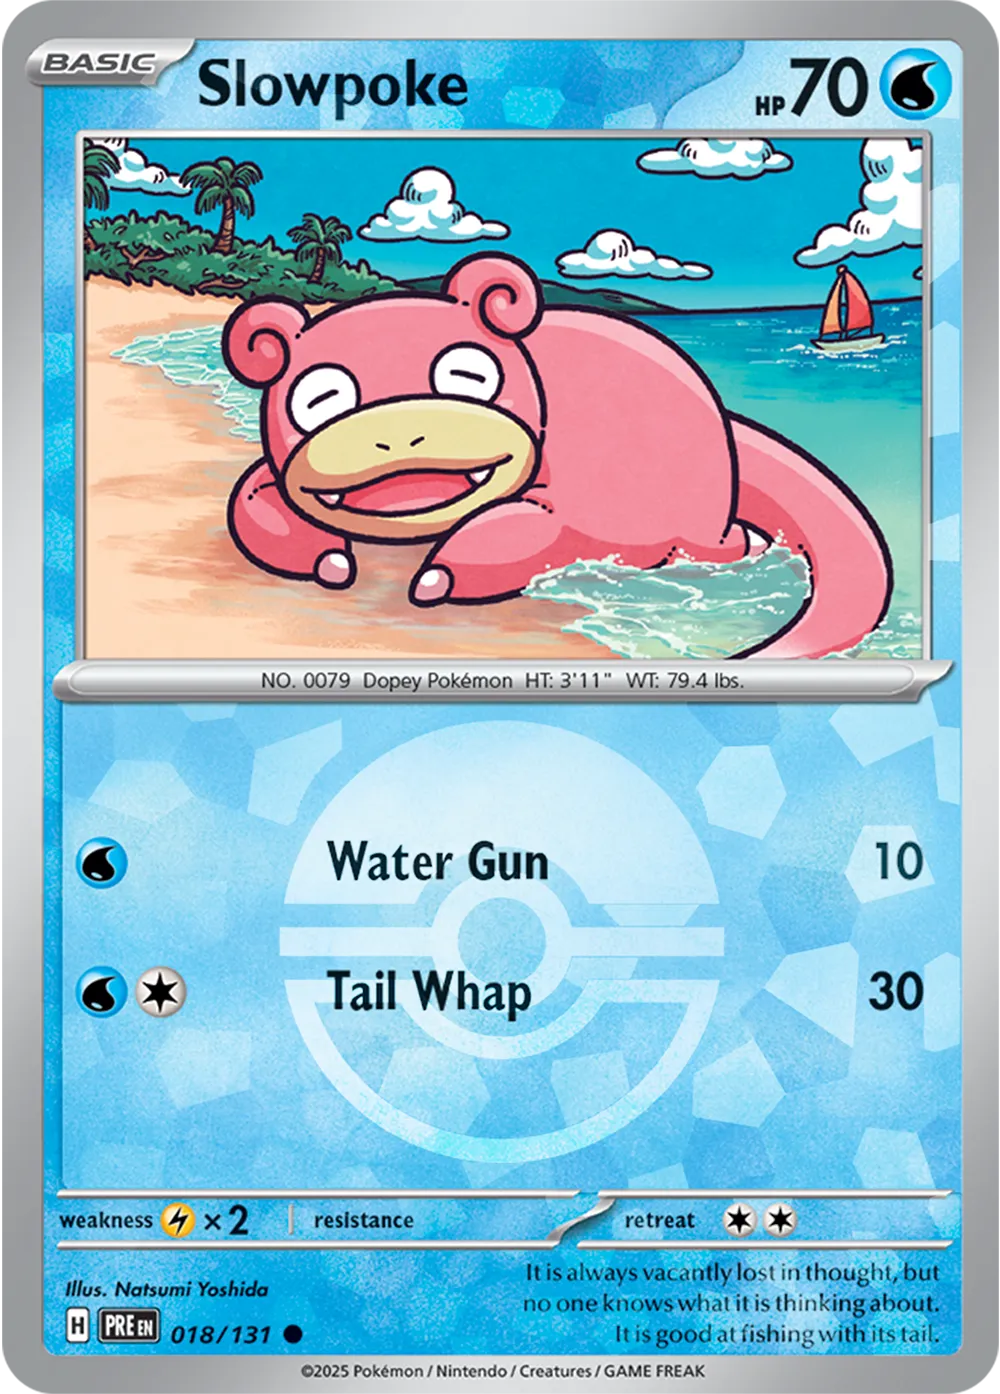 BASIC
Slowpoke HP 70
NO. 0079 Dopey Pokémon HT: 3'11" WT: 79.4 lbs.
Water Gun 10
Tail Whap 30
weakness ×2 resistance retreat
Illus. Natsumi Yoshida
It is always vacantly lost in thought, but
no one knows what it is thinking about.
It is good at fishing with its tail.
H PRE EN 018/131
©2025 Pokémon / Nintendo / Creatures / GAME FREAK